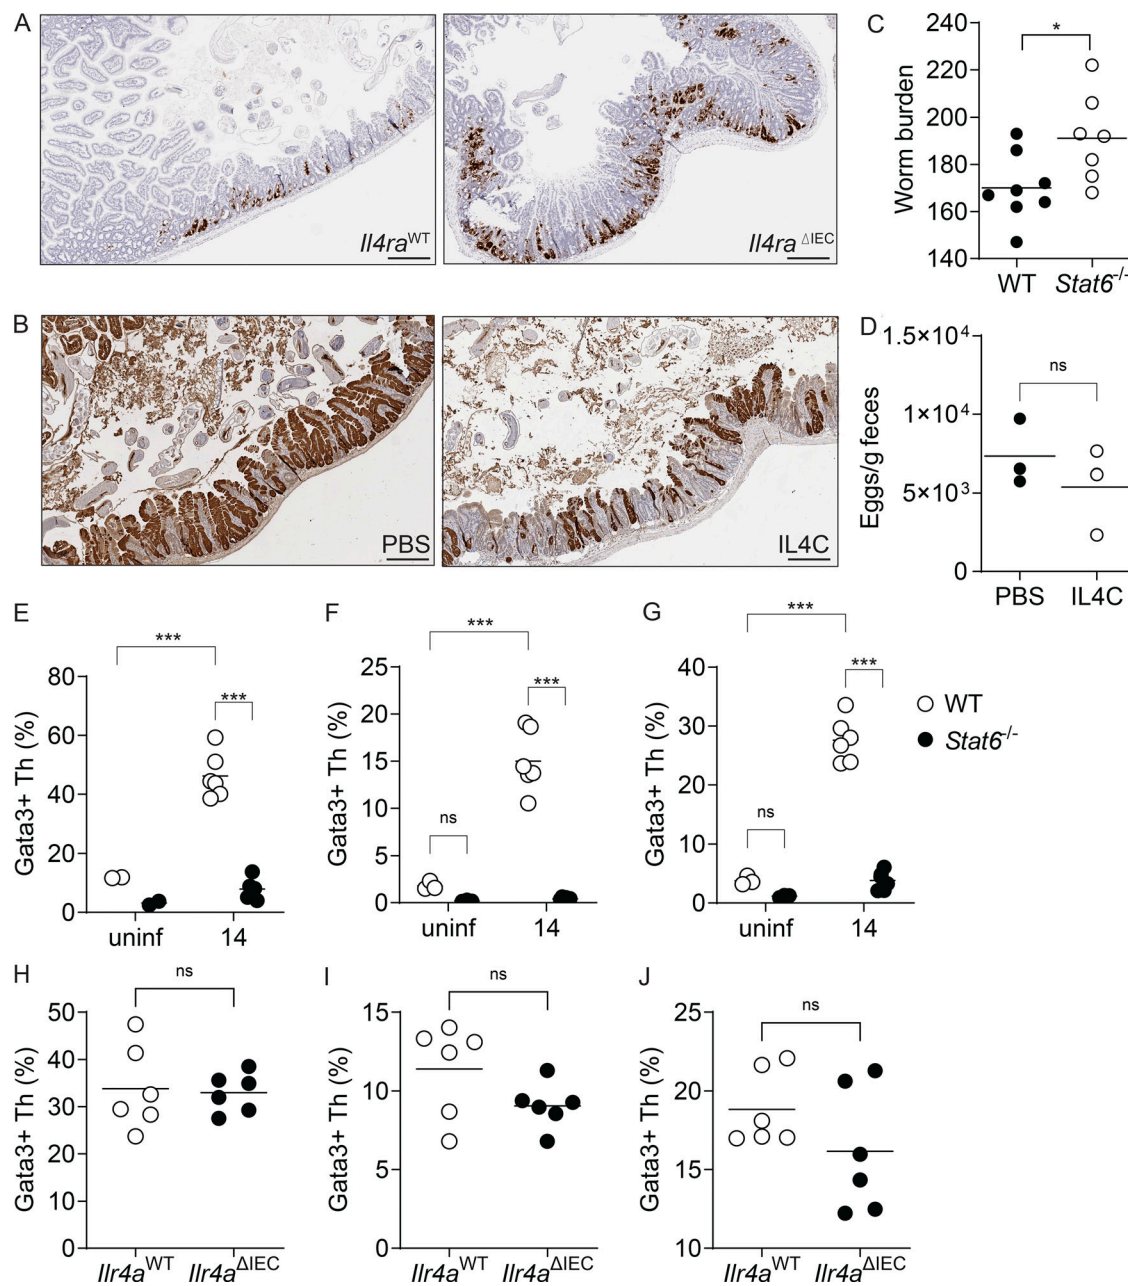 A
Il4ra^WT
Il4ra ^ΔIEC
B
PBS
IL4C
C
*
Worm burden
240
220
200
180
160
140
WT
Stat6^-/-
D
ns
Eggs/g feces
1.5×10^4
1×10^4
5×10^3
0
PBS
IL4C
E
***
***
Gata3+ Th (%)
80
60
40
20
0
uninf
14
F
***
***
ns
Gata3+ Th (%)
25
20
15
10
5
0
uninf
14
G
***
***
ns
Gata3+ Th (%)
40
30
20
10
0
uninf
14
WT
Stat6^-/-
H
ns
Gata3+ Th (%)
50
40
30
20
10
0
Ilr4a^WT
Ilr4a^ΔIEC
I
ns
Gata3+ Th (%)
15
10
5
0
Ilr4a^WT
Ilr4a^ΔIEC
J
ns
Gata3+ Th (%)
25
20
15
10
Ilr4a^WT
Ilr4a^ΔIEC